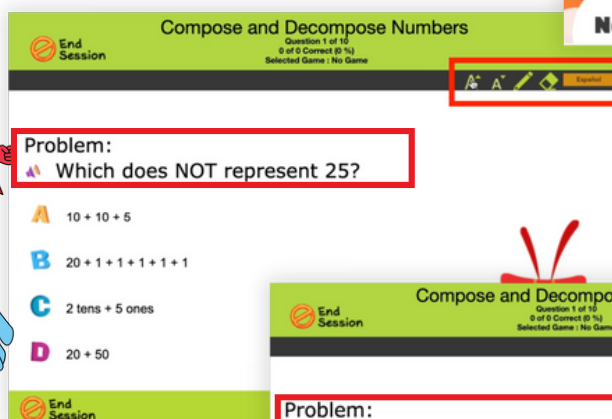 Compose and Decompose Numbers
Question 1 of 10
0 of 0 Correct (0 %)
Selected Game : No Game
End
Session
A A Español
Problem:
Which does NOT represent 25?
A 10 + 10 + 5
B 20 + 1 + 1 + 1 + 1 + 1
C 2 tens + 5 ones
D 20 + 50
End
Session
Compose and Decompo
Question 1 of 10
0 of 0 Correct (0 %)
Selected Game : No Game
End
Session
Problem: